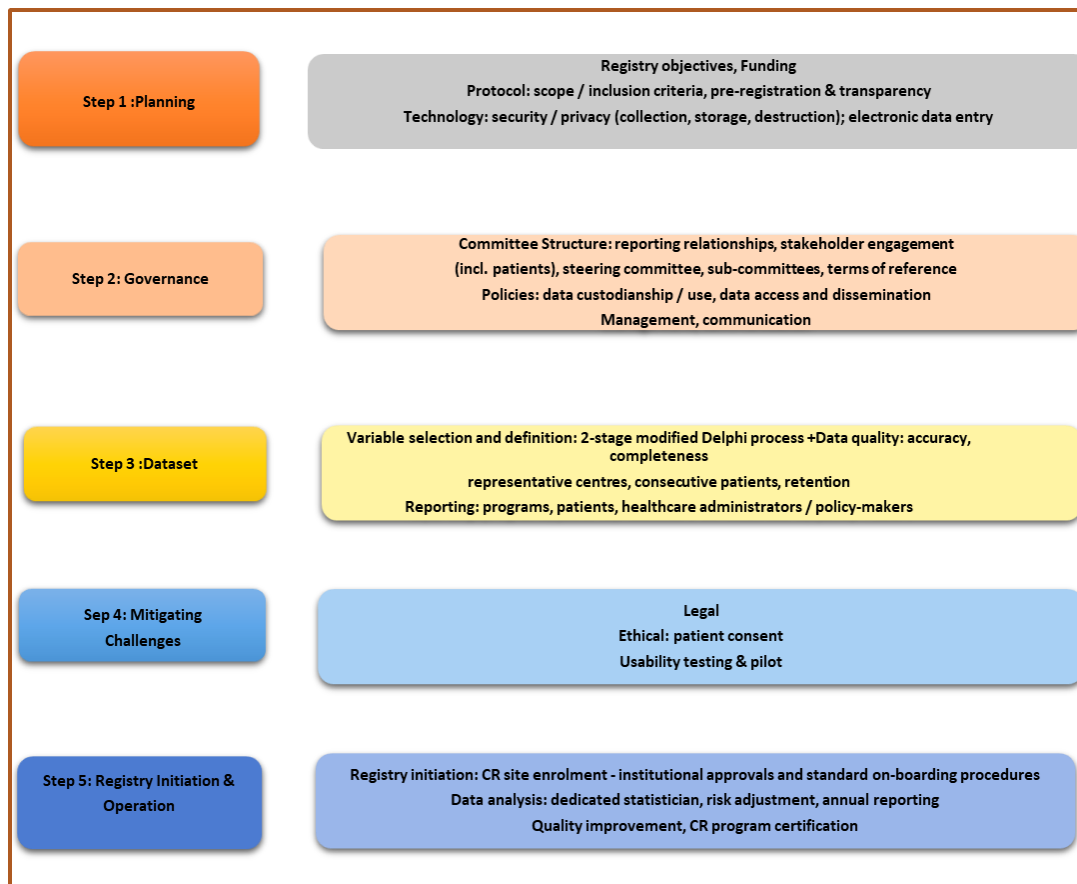 Step 1 :Planning
Registry objectives, Funding
Protocol: scope / inclusion criteria, pre-registration & transparency
Technology: security / privacy (collection, storage, destruction); electronic data entry
Step 2: Governance
Committee Structure: reporting relationships, stakeholder engagement
(incl. patients), steering committee, sub-committees, terms of reference
Policies: data custodianship / use, data access and dissemination
Management, communication
Step 3 :Dataset
Variable selection and definition: 2-stage modified Delphi process +Data quality: accuracy,
completeness
representative centres, consecutive patients, retention
Reporting: programs, patients, healthcare administrators / policy-makers
Sep 4: Mitigating
Challenges
Legal
Ethical: patient consent
Usability testing & pilot
Step 5: Registry Initiation &
Operation
Registry initiation: CR site enrolment - institutional approvals and standard on-boarding procedures
Data analysis: dedicated statistician, risk adjustment, annual reporting
Quality improvement, CR program certification